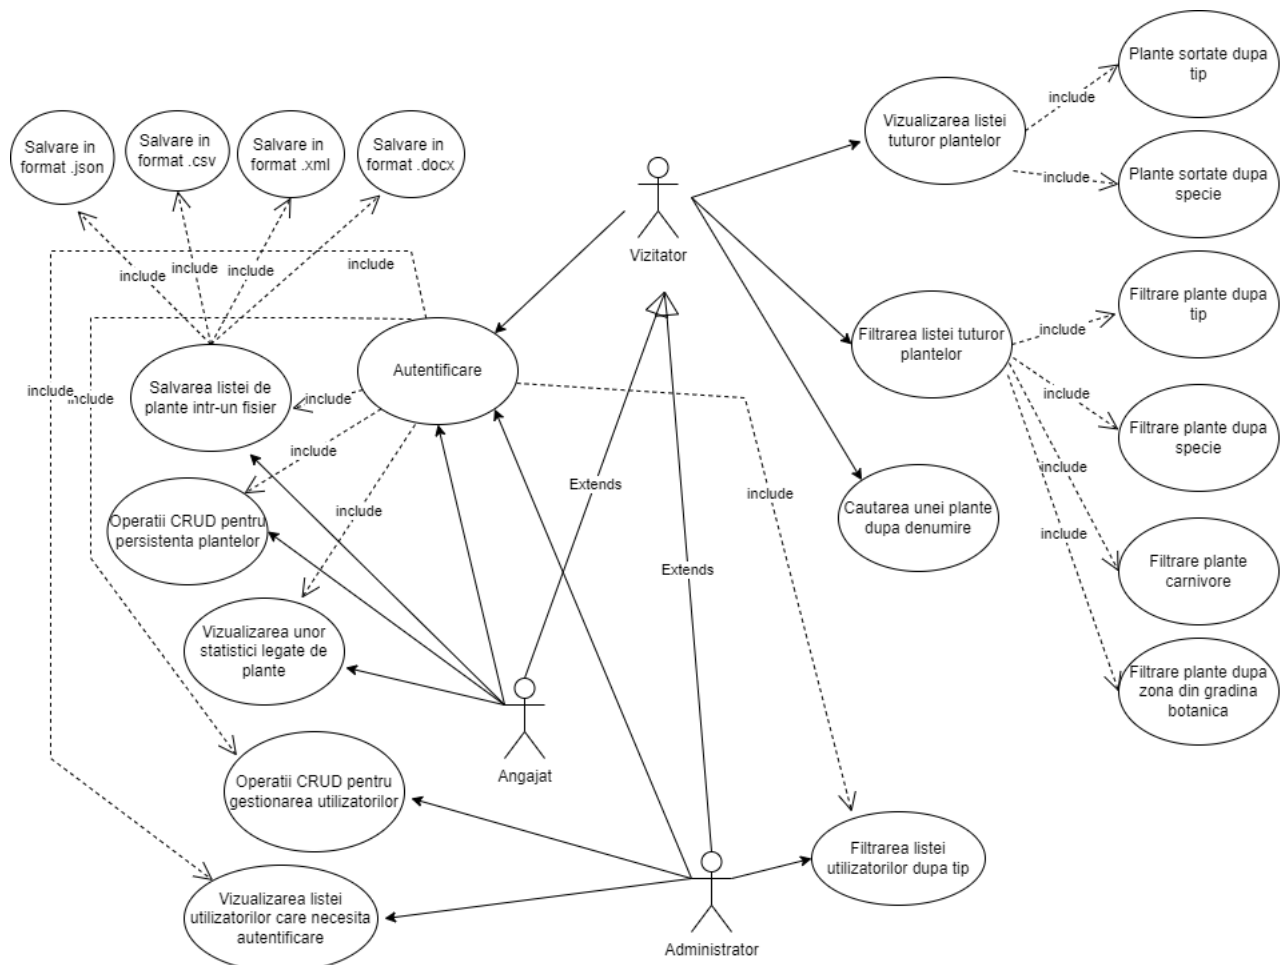 Plante sortate dupa
tip
include
Vizualizarea listei
tuturor plantelor
include
Plante sortate dupa
specie
Salvare in
format .json
Salvare in
format .csv
Salvare in
format .xml
Salvare in
format .docx
Vizitator
include
include
include
include
Filtrare plante dupa
tip
include
Filtrarea listei tuturor
plantelor
include
Filtrare plante dupa
specie
Autentificare
Salvarea listei de
plante intr-un fisier
include
include
include
include
include
Operatii CRUD pentru
persistenta plantelor
Extends
include
Cautarea unei plante
dupa denumire
include
include
Filtrare plante
carnivore
Extends
Vizualizarea unor
statistici legate de
plante
Filtrare plante dupa
zona din gradina
botanica
Angajat
Operatii CRUD pentru
gestionarea utilizatorilor
Filtrarea listei
utilizatorilor dupa tip
Vizualizarea listei
utilizatorilor care necesita
autentificare
Administrator